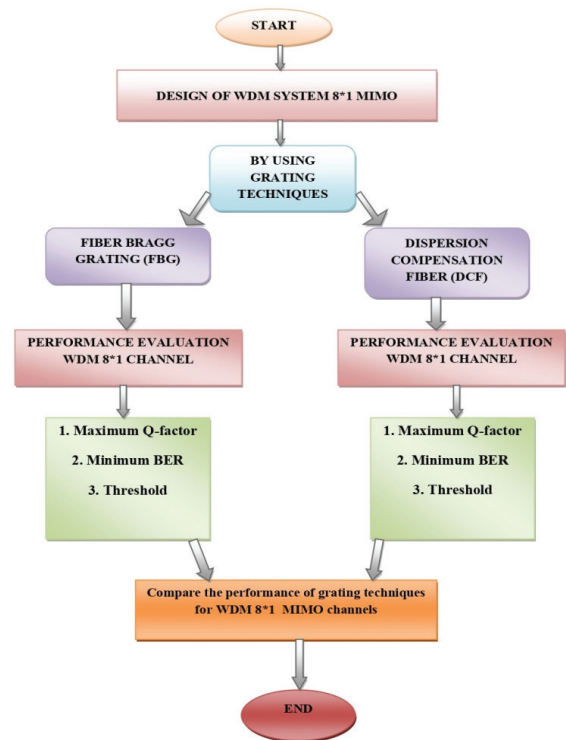 START
DESIGN OF WDM SYSTEM 8*1 MIMO
BY USING
GRATING
TECHNIQUES
FIBER BRAGG
GRATING (FBG)
DISPERSION
COMPENSATION
FIBER (DCF)
PERFORMANCE EVALUATION
WDM 8*1 CHANNEL
PERFORMANCE EVALUATION
WDM 8*1 CHANNEL
1. Maximum Q-factor
2. Minimum BER
3. Threshold
1. Maximum Q-factor
2. Minimum BER
3. Threshold
Compare the performance of grating techniques
for WDM 8*1 MIMO channels
END